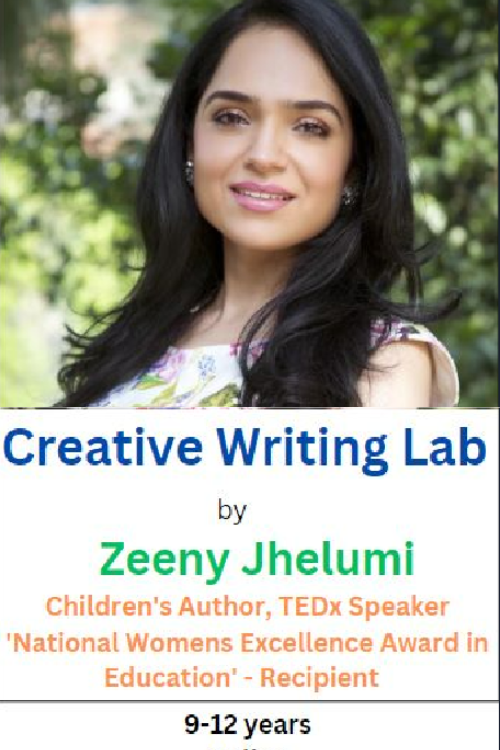 Creative Writing Lab
by
Zeeny Jhelumi
Children's Author, TEDx Speaker
'National Womens Excellence Award in
Education' - Recipient
9-12 years